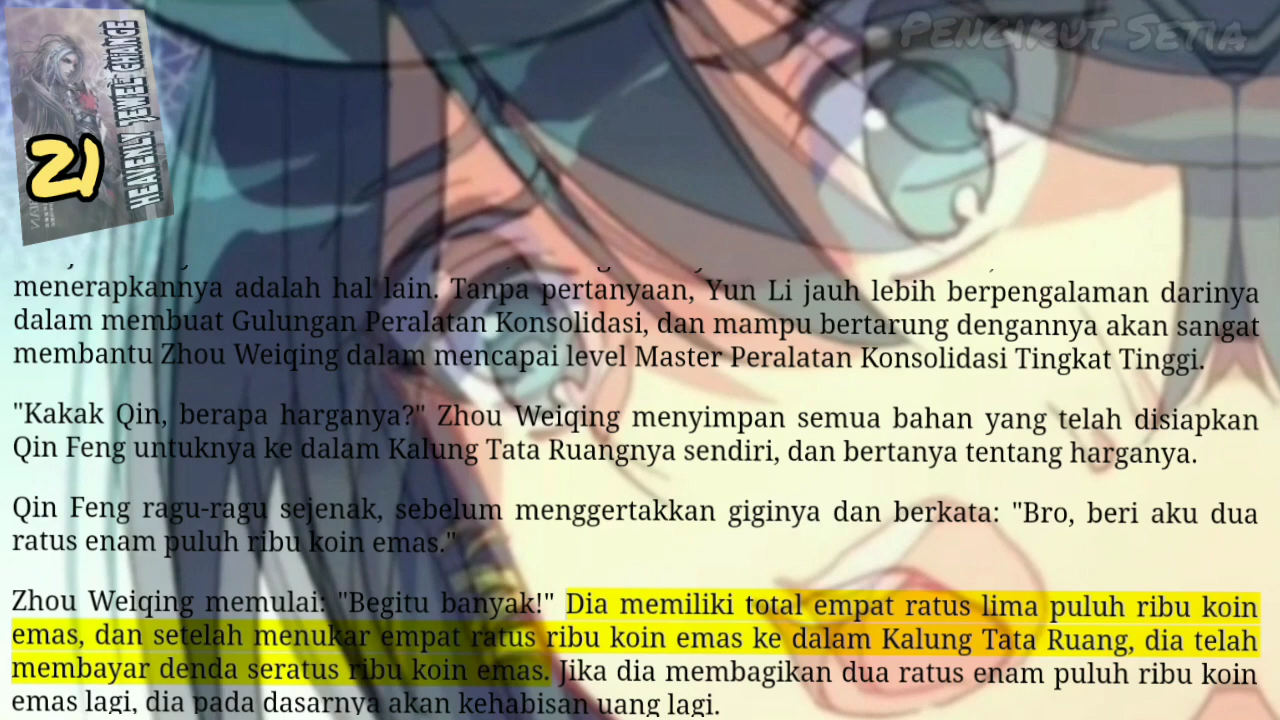 Pengikut Setia
HEAVENLY JEWEL CHANGE
21
menerapkannya adalah hal lain. Tanpa pertanyaan, Yun Li jauh lebih berpengalaman darinya
dalam membuat Gulungan Peralatan Konsolidasi, dan mampu bertarung dengannya akan sangat
membantu Zhou Weiqing dalam mencapai level Master Peralatan Konsolidasi Tingkat Tinggi.
"Kakak Qin, berapa harganya?" Zhou Weiqing menyimpan semua bahan yang telah disiapkan
Qin Feng untuknya ke dalam Kalung Tata Ruangnya sendiri, dan bertanya tentang harganya.
Qin Feng ragu-ragu sejenak, sebelum menggertakkan giginya dan berkata: "Bro, beri aku dua
ratus enam puluh ribu koin emas."
Zhou Weiqing memulai: "Begitu banyak!" Dia memiliki total empat ratus lima puluh ribu koin
emas, dan setelah menukar empat ratus ribu koin emas ke dalam Kalung Tata Ruang, dia telah
membayar denda seratus ribu koin emas. Jika dia membagikan dua ratus enam puluh ribu koin
emas lagi, dia pada dasarnya akan kehabisan uang lagi.